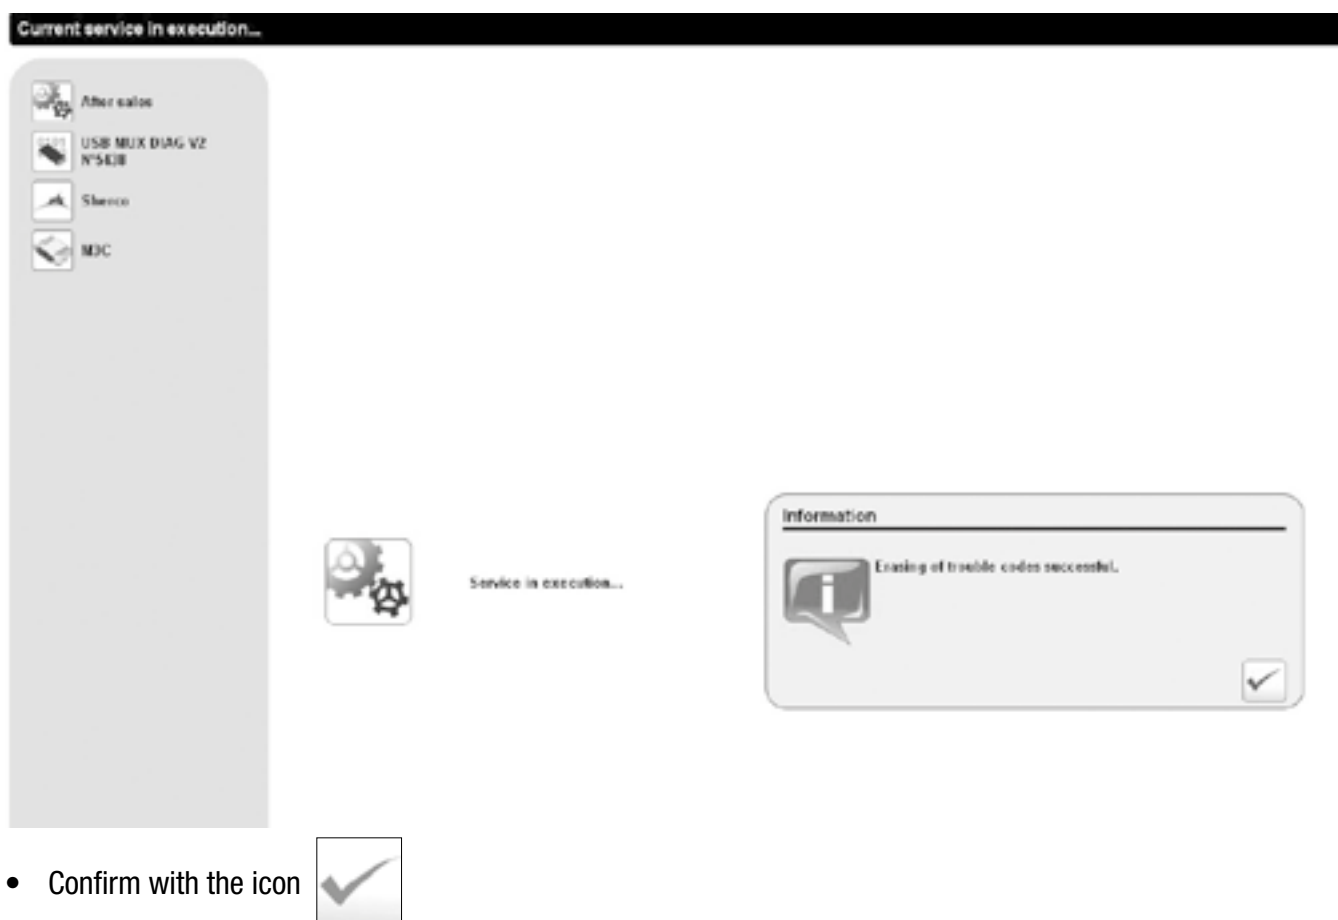 Current service in execution...
After sales
USB MUX DIAG V2
N°5438
Sherco
M3C
Service in execution...
Information
Erasing of trouble codes successful.
• Confirm with the icon